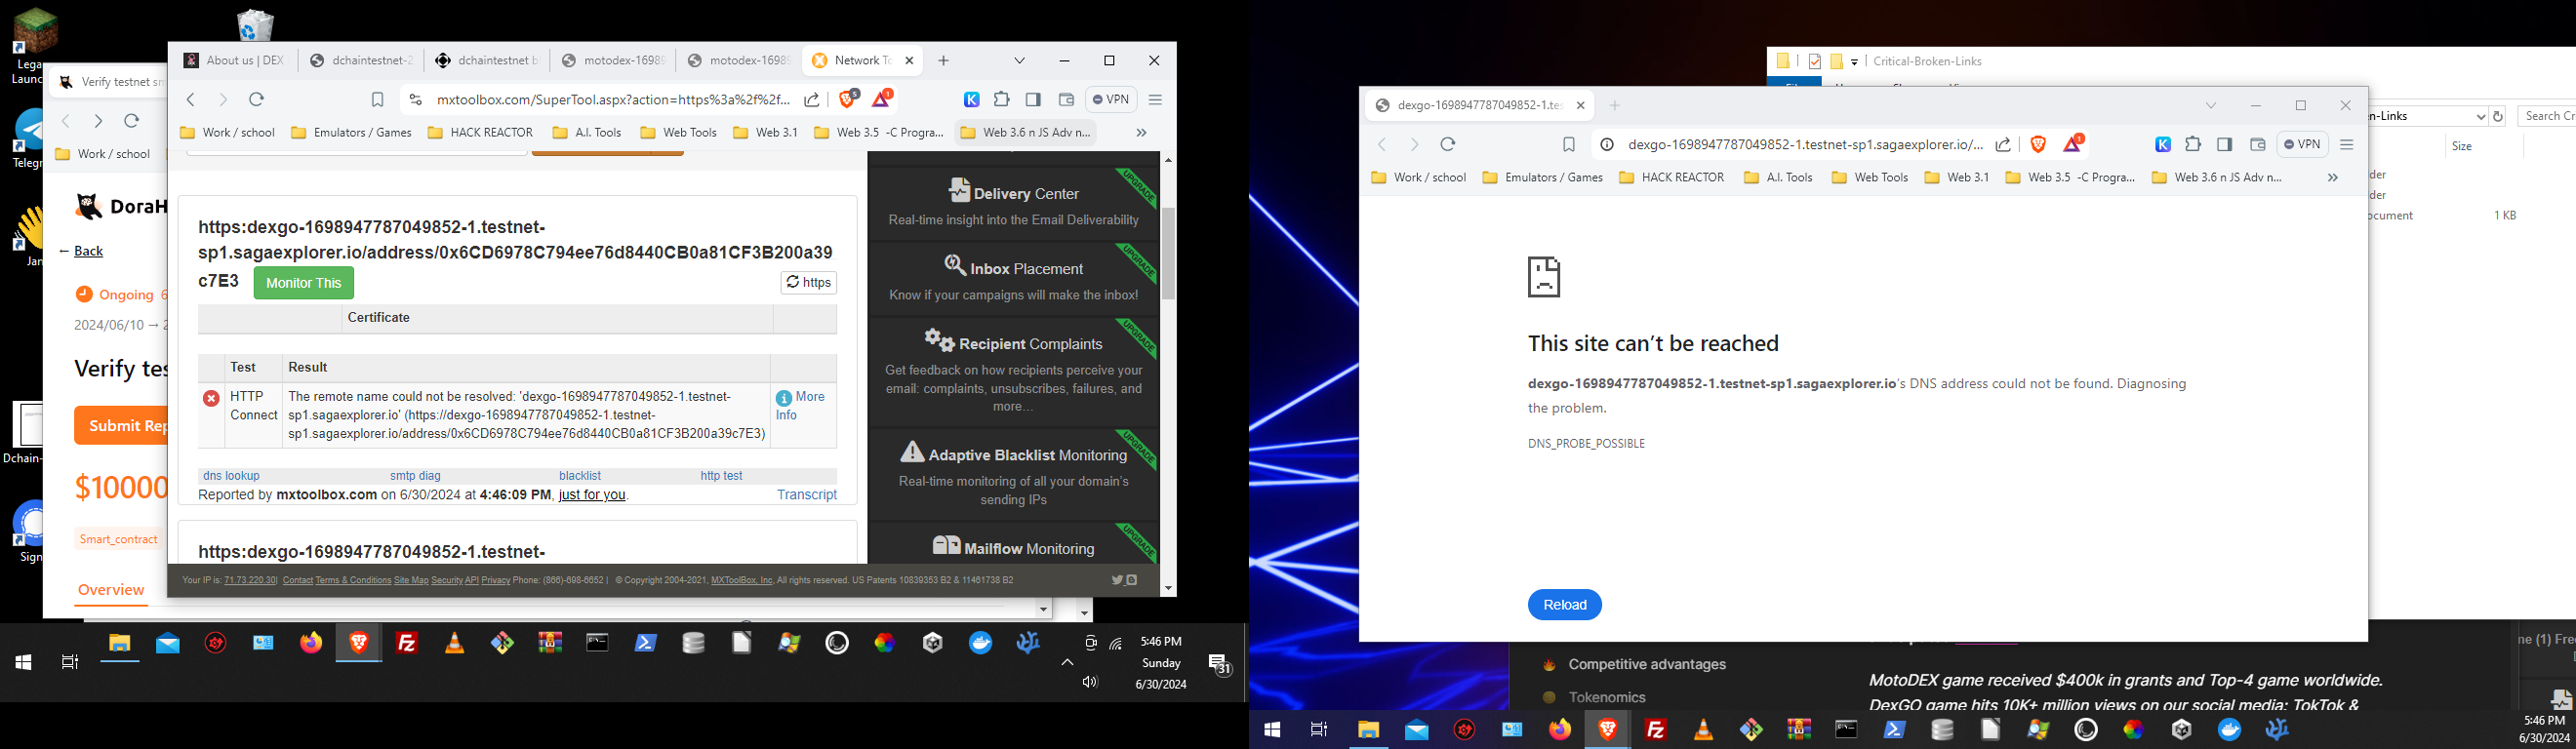 Lega
Launc
Telegr
Jan
Dchain-
Sign
Verify testnet sm
Work / school
DoraH
← Back
Ongoing 6
2024/06/10 → 2
Verify tes
Submit Rep
$10000
Smart_contract
Overview
About us | DEX
dchaintestnet-2
dchaintestnet b
motodex-16989
motodex-16989
Network To
mxtoolbox.com/SuperTool.aspx?action=https%3a%2f%2f...
5
1
VPN
Work / school
Emulators / Games
HACK REACTOR
A.I. Tools
Web Tools
Web 3.1
Web 3.5 -C Progra...
Web 3.6 n JS Adv n...
»
https:dexgo-1698947787049852-1.testnet-
sp1.sagaexplorer.io/address/0x6CD6978C794ee76d8440CB0a81CF3B200a39
c7E3
Monitor This
https
Certificate
Test
Result
HTTP
Connect
The remote name could not be resolved: 'dexgo-1698947787049852-1.testnet-
sp1.sagaexplorer.io' (https://dexgo-1698947787049852-1.testnet-
sp1.sagaexplorer.io/address/0x6CD6978C794ee76d8440CB0a81CF3B200a39c7E3)
More
Info
dns lookup
smtp diag
blacklist
http test
Reported by mxtoolbox.com on 6/30/2024 at 4:46:09 PM, just for you.
Transcript
https:dexgo-1698947787049852-1.testnet-
UPGRADE
Delivery Center
Real-time insight into the Email Deliverability
UPGRADE
Inbox Placement
Know if your campaigns will make the inbox!
UPGRADE
Recipient Complaints
Get feedback on how recipients perceive your
email: complaints, unsubscribes, failures, and
more...
UPGRADE
Adaptive Blacklist Monitoring
Real-time monitoring of all your domain's
sending IPs
UPGRADE
Mailflow Monitoring
Your IP is: 71.73.220.30| Contact Terms & Conditions Site Map Security API Privacy Phone: (866)-698-6652 | © Copyright 2004-2021, MXToolBox, Inc, All rights reserved. US Patents 10839353 B2 & 11461738 B2
5:46 PM
Sunday
6/30/2024
31
Critical-Broken-Links
n-Links
Search Cr
Size
der
der
ocument
1 KB
dexgo-1698947787049852-1.tes
dexgo-1698947787049852-1.testnet-sp1.sagaexplorer.io/...
1
VPN
Work / school
Emulators / Games
HACK REACTOR
A.I. Tools
Web Tools
Web 3.1
Web 3.5 -C Progra...
Web 3.6 n JS Adv n...
»
This site can't be reached
dexgo-1698947787049852-1.testnet-sp1.sagaexplorer.io's DNS address could not be found. Diagnosing
the problem.
DNS_PROBE_POSSIBLE
Reload
Competitive advantages
Tokenomics
MotoDEX game received $400k in grants and Top-4 game worldwide.
DexGO game hits 10K+ million views on our social media: TokTok &
me (1) Free
5:46 PM
6/30/2024